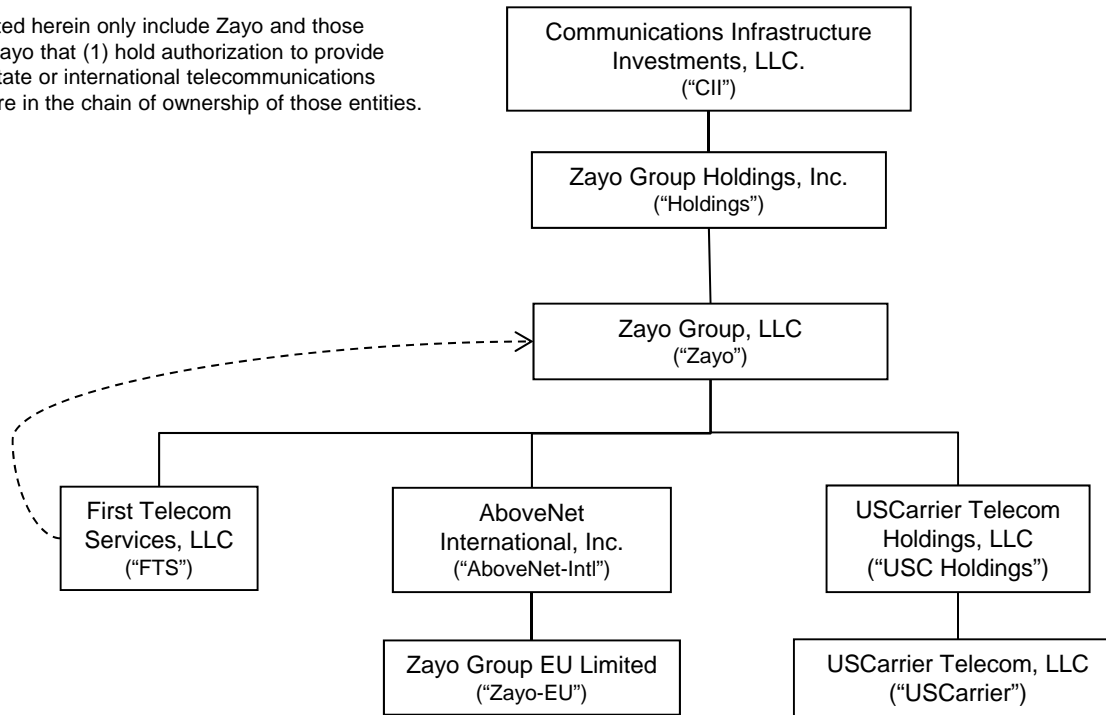 ted herein only include Zayo and those
ayo that (1) hold authorization to provide
tate or international telecommunications
re in the chain of ownership of those entities.
Communications Infrastructure
Investments, LLC.
(“CII”)
Zayo Group Holdings, Inc.
(“Holdings”)
Zayo Group, LLC
(“Zayo”)
First Telecom
Services, LLC
(“FTS”)
AboveNet
International, Inc.
(“AboveNet-Intl”)
USCarrier Telecom
Holdings, LLC
(“USC Holdings”)
Zayo Group EU Limited
(“Zayo-EU”)
USCarrier Telecom, LLC
(“USCarrier”)